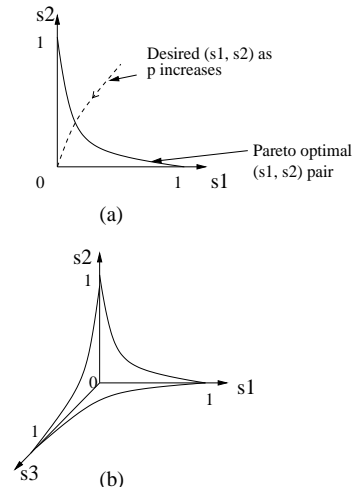 s2
1
Desired (s1, s2) as
p increases
Pareto optimal
(s1, s2) pair
0
1
s1
(a)
s2
1
0
s1
1
1
s3
(b)